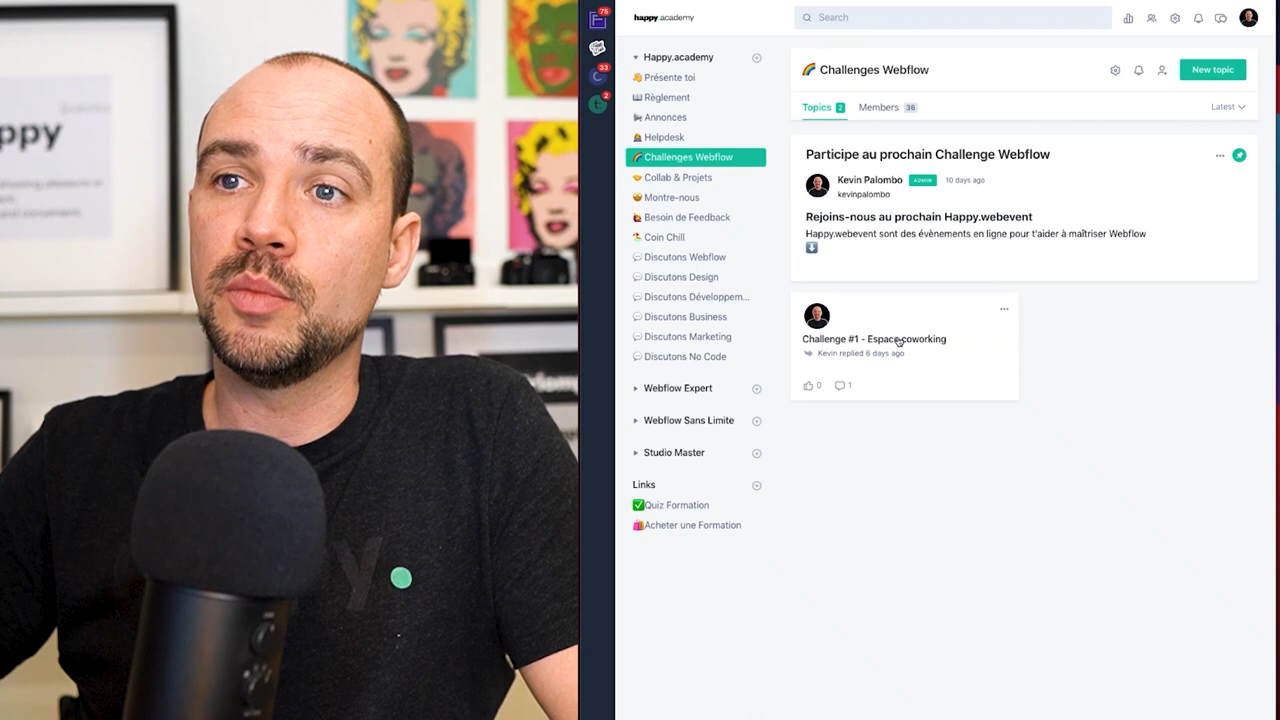 ppy
75
33
2
happy.academy
Search
Happy.academy
Présente toi
Règlement
Annonces
Helpdesk
Challenges Webflow
Collab & Projets
Montre-nous
Besoin de Feedback
Coin Chill
Discutons Webflow
Discutons Design
Discutons Développem...
Discutons Business
Discutons Marketing
Discutons No Code
Webflow Expert
Webflow Sans Limite
Studio Master
Links
Quiz Formation
Acheter une Formation
Challenges Webflow
New topic
Topics 2
Members 36
Latest
Participe au prochain Challenge Webflow
Kevin Palombo ADMIN 10 days ago
kevinpalombo
Rejoins-nous au prochain Happy.webevent
Happy.webevent sont des évènements en ligne pour t'aider à maîtriser Webflow
Challenge #1 - Espace coworking
Kevin replied 6 days ago
0 1
y